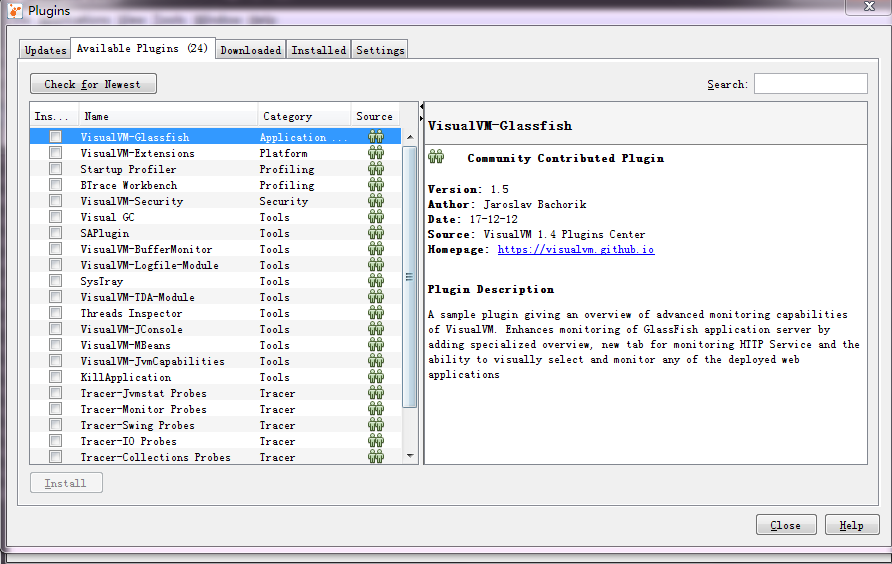 Plugins
Updates Available Plugins (24) Downloaded Installed Settings
Check for Newest Search:
Ins... Name Category Source
VisualVM-Glassfish Application ...
VisualVM-Extensions Platform
Startup Profiler Profiling
BTrace Workbench Profiling
VisualVM-Security Security
Visual GC Tools
SAPlugin Tools
VisualVM-BufferMonitor Tools
VisualVM-Logfile-Module Tools
SysTray Tools
VisualVM-TDA-Module Tools
Threads Inspector Tools
VisualVM-JConsole Tools
VisualVM-MBeans Tools
VisualVM-JvmCapabilities Tools
KillApplication Tools
Tracer-Jvmstat Probes Tracer
Tracer-Monitor Probes Tracer
Tracer-Swing Probes Tracer
Tracer-IO Probes Tracer
Tracer-Collections Probes Tracer
VisualVM-Glassfish
Community Contributed Plugin
Version: 1.5
Author: Jaroslav Bachorik
Date: 17-12-12
Source: VisualVM 1.4 Plugins Center
Homepage: https://visualvm.github.io
Plugin Description
A sample plugin giving an overview of advanced monitoring capabilities
of VisualVM. Enhances monitoring of GlassFish application server by
adding specialized overview, new tab for monitoring HTTP Service and the
ability to visually select and monitor any of the deployed web
applications
Install
Close Help